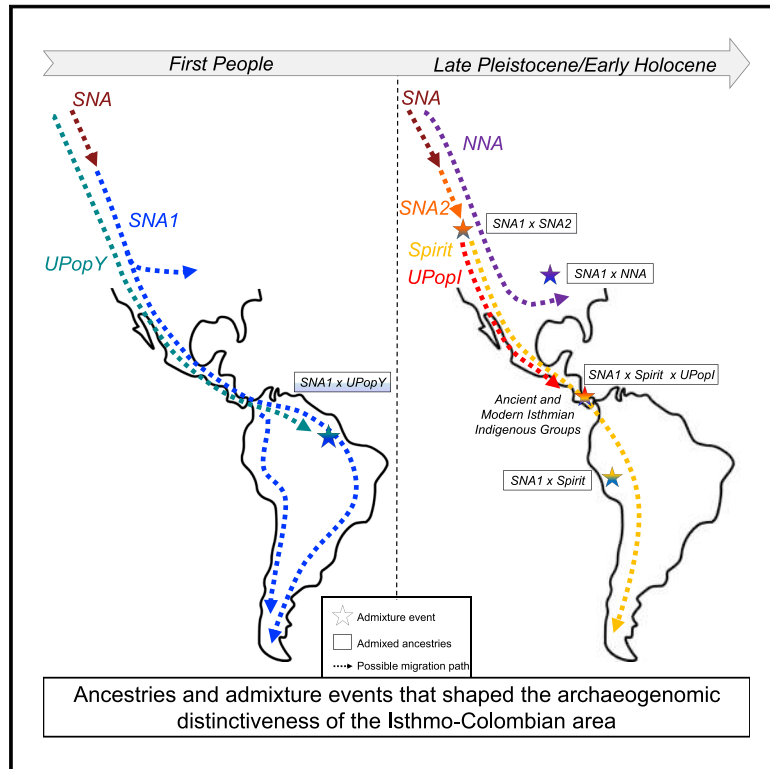 First People
Late Pleistocene/Early Holocene
SNA
SNA1
UPopY
SNA1 x UPopY
SNA
NNA
SNA2
SNA1 x SNA2
Spirit
UPopI
SNA1 x NNA
SNA1 x Spirit x UPopI
Ancient and
Modern Isthmian
Indigenous Groups
SNA1 x Spirit
Admixture event
Admixed ancestries
Possible migration path
Ancestries and admixture events that shaped the archaeogenomic
distinctiveness of the Isthmo-Colombian area